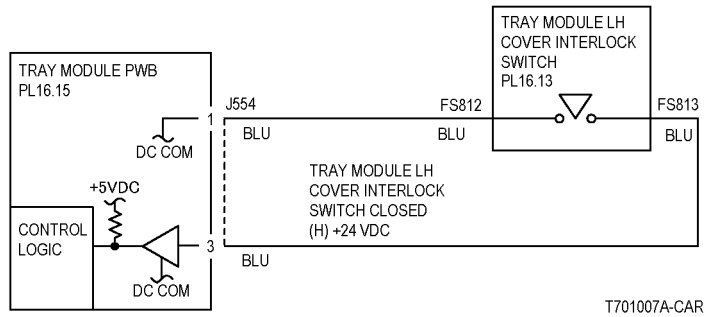 TRAY MODULE LH
COVER INTERLOCK
SWITCH
PL16.13
TRAY MODULE PWB
PL16.15
J554
FS812
FS813
1
BLU
BLU
BLU
DC COM
TRAY MODULE LH
COVER INTERLOCK
SWITCH CLOSED
(H) +24 VDC
+5VDC
CONTROL
LOGIC
3
BLU
DC COM
T701007A-CAR